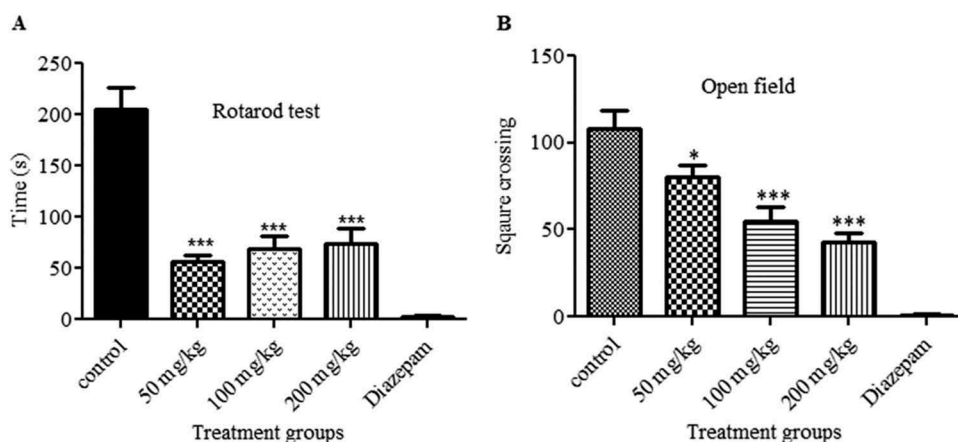 A
250
200
150
100
50
0
Time (s)
Rotarod test
***
***
***
control
50 mg/kg
100 mg/kg
200 mg/kg
Diazepam
Treatment groups
B
150
100
50
0
Sqaure crossing
Open field
*
***
***
control
50 mg/kg
100 mg/kg
200 mg/kg
Diazepam
Treatment groups